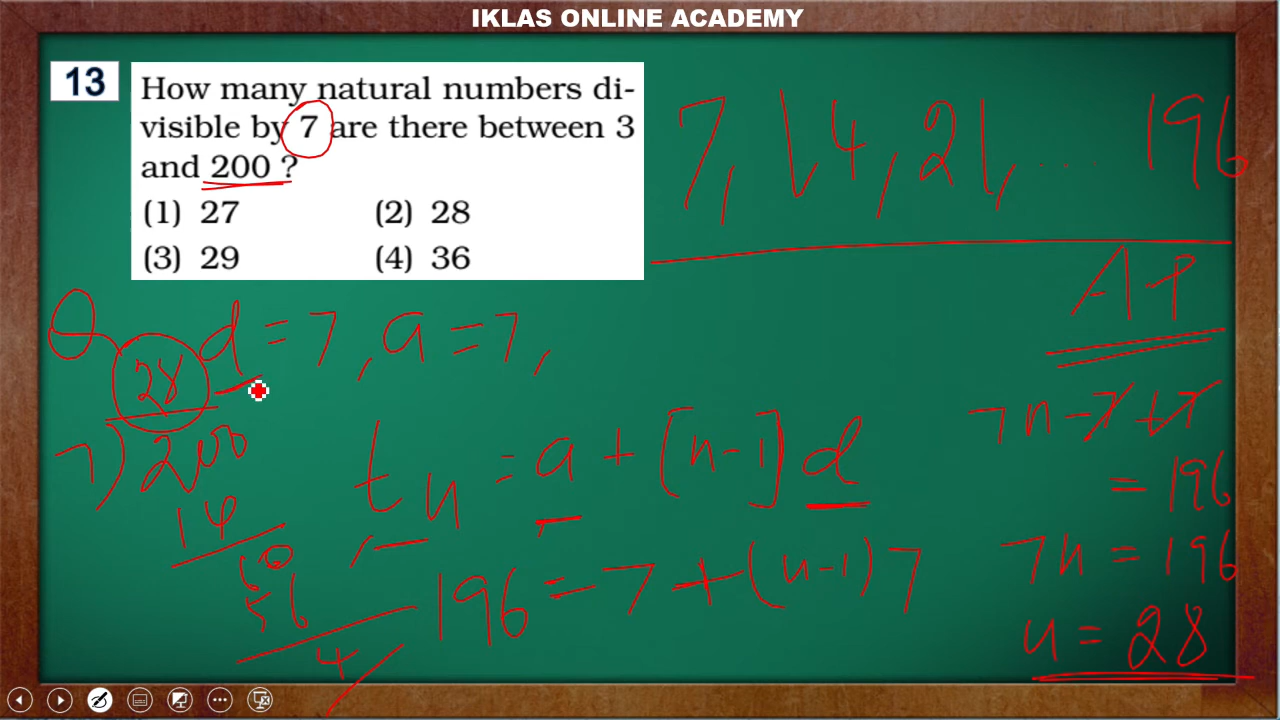 IKLAS ONLINE ACADEMY
13
How many natural numbers di-
visible by 7 are there between 3
and 200 ?
(1) 27
(2) 28
(3) 29
(4) 36
7, 14, 21, ... 196
AP
d = 7, a = 7,
28
7) 200
14
60
56
4
tn = a + [n-1] d
196 = 7 + (n-1) 7
7n - 7 + 7
= 196
7n = 196
n = 28